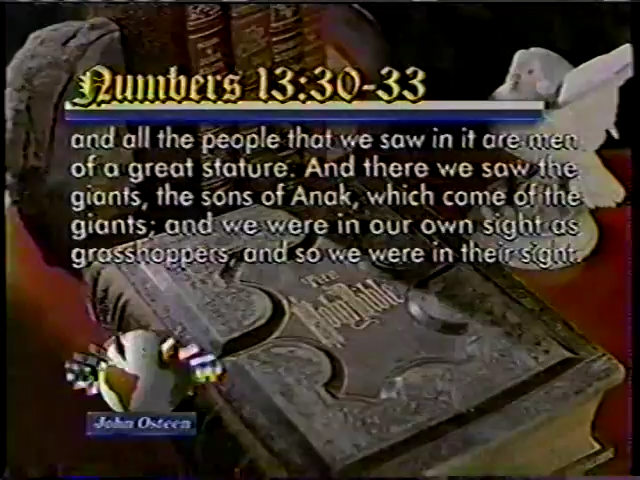 Numbers 13:30-33
and all the people that we saw in it are men
of a great stature. And there we saw the
giants, the sons of Anak, which come of the
giants; and we were in our own sight as
grasshoppers, and so we were in their sight.
THE
Holy Bible
John Osteen